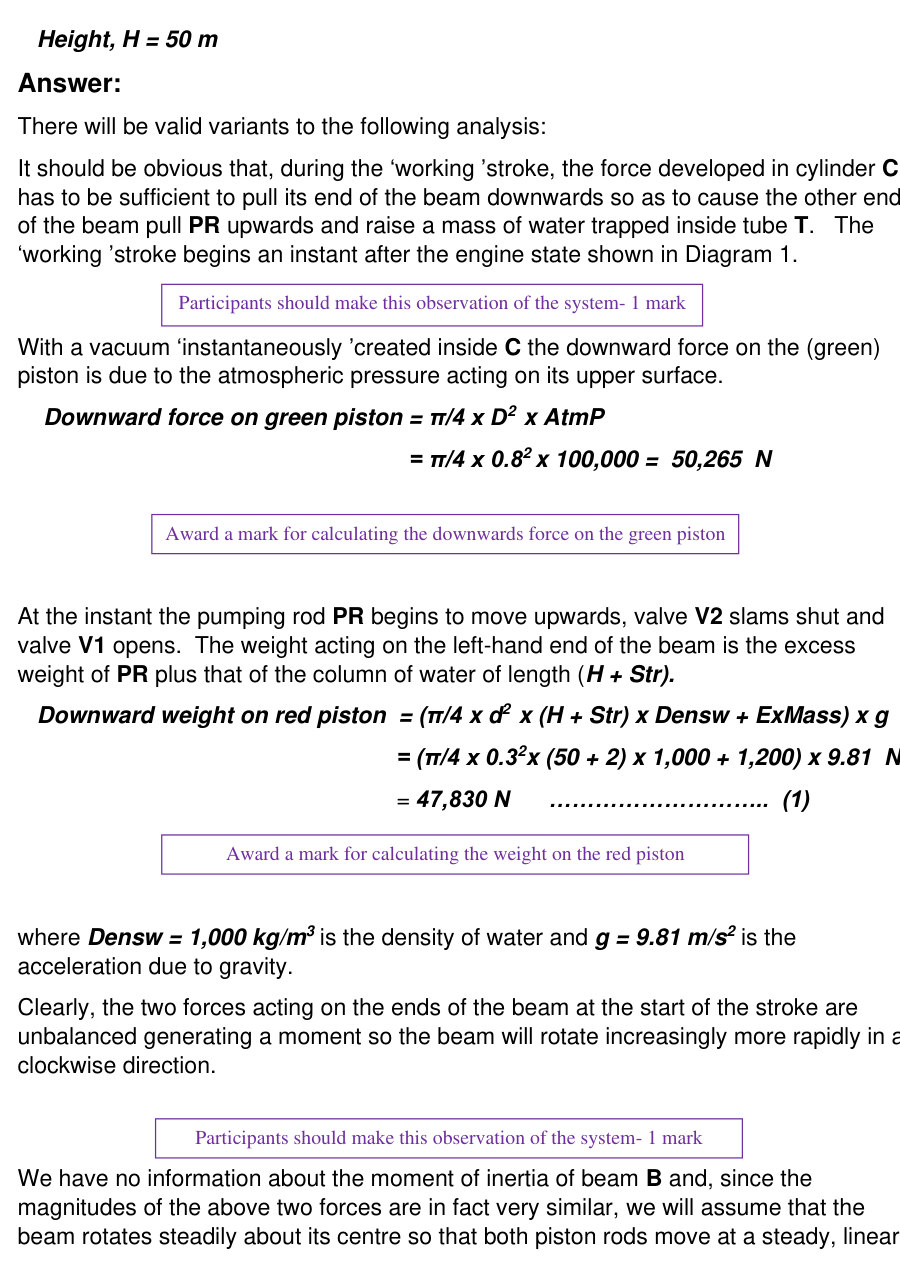 Height, H = 50 m
Answer:
There will be valid variants to the following analysis:
It should be obvious that, during the ‘working ’stroke, the force developed in cylinder C
has to be sufficient to pull its end of the beam downwards so as to cause the other end
of the beam pull PR upwards and raise a mass of water trapped inside tube T. The
‘working ’stroke begins an instant after the engine state shown in Diagram 1.
Participants should make this observation of the system- 1 mark
With a vacuum ‘instantaneously ’created inside C the downward force on the (green)
piston is due to the atmospheric pressure acting on its upper surface.
Downward force on green piston = π/4 x D² x AtmP
= π/4 x 0.8² x 100,000 = 50,265 N
Award a mark for calculating the downwards force on the green piston
At the instant the pumping rod PR begins to move upwards, valve V2 slams shut and
valve V1 opens. The weight acting on the left-hand end of the beam is the excess
weight of PR plus that of the column of water of length (H + Str).
Downward weight on red piston = (π/4 x d² x (H + Str) x Densw + ExMass) x g
= (π/4 x 0.3²x (50 + 2) x 1,000 + 1,200) x 9.81 N
= 47,830 N ……………………….. (1)
Award a mark for calculating the weight on the red piston
where Densw = 1,000 kg/m³ is the density of water and g = 9.81 m/s² is the
acceleration due to gravity.
Clearly, the two forces acting on the ends of the beam at the start of the stroke are
unbalanced generating a moment so the beam will rotate increasingly more rapidly in a
clockwise direction.
Participants should make this observation of the system- 1 mark
We have no information about the moment of inertia of beam B and, since the
magnitudes of the above two forces are in fact very similar, we will assume that the
beam rotates steadily about its centre so that both piston rods move at a steady, linear